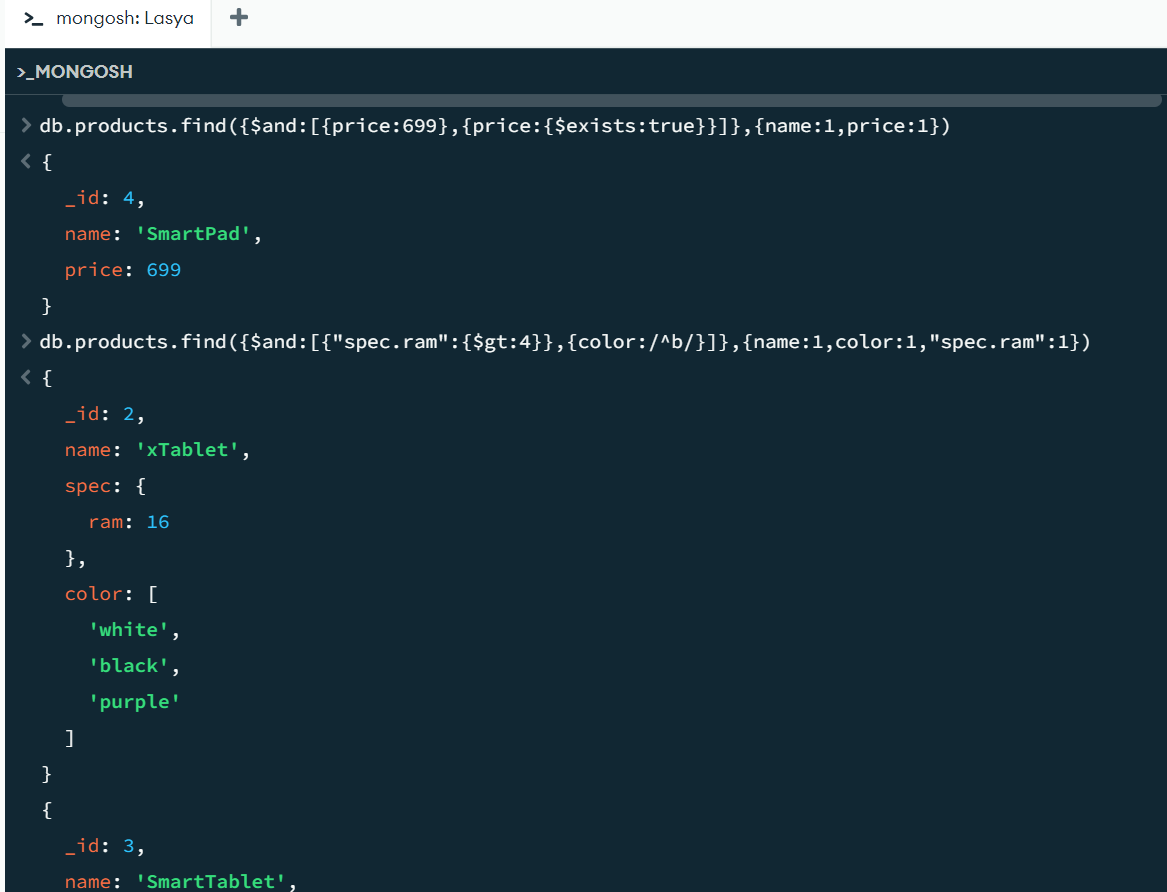 >_ mongosh: Lasya +
>_MONGOSH
> db.products.find({$and:[{price:699},{price:{$exists:true}}]},{name:1,price:1})
< {
_id: 4,
name: 'SmartPad',
price: 699
}
> db.products.find({$and:[{"spec.ram":{$gt:4}},{color:/^b/}]},{name:1,color:1,"spec.ram":1})
< {
_id: 2,
name: 'xTablet',
spec: {
ram: 16
},
color: [
'white',
'black',
'purple'
]
}
{
_id: 3,
name: 'SmartTablet',